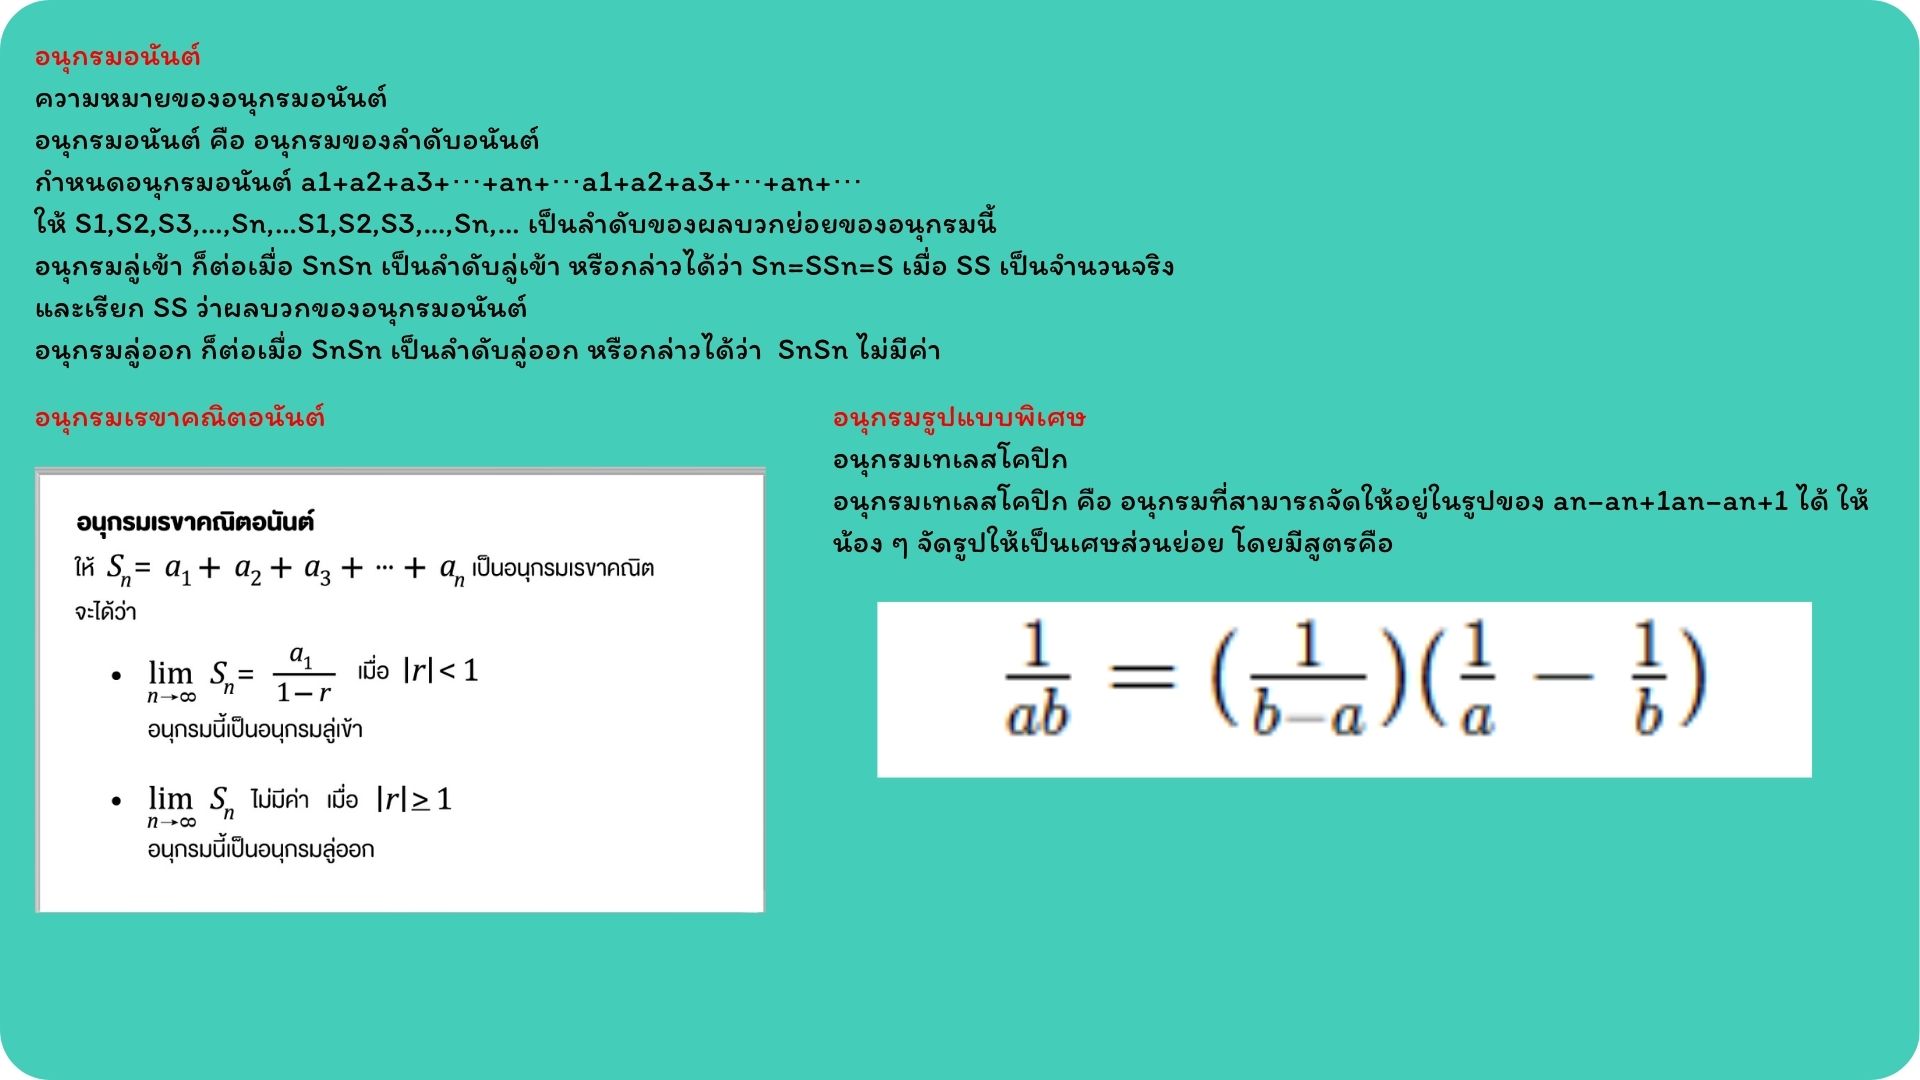 อนุกรมอนันต์
ความหมายของอนุกรมอนันต์
อนุกรมอนันต์ คือ อนุกรมของลำดับอนันต์
กำหนดอนุกรมอนันต์ a1+a2+a3+⋯+an+⋯a1+a2+a3+⋯+an+⋯
ให้ S1,S2,S3,...,Sn,...S1,S2,S3,...,Sn,... เป็นลำดับของผลบวกย่อยของอนุกรมนี้
อนุกรมลู่เข้า ก็ต่อเมื่อ SnSn เป็นลำดับลู่เข้า หรือกล่าวได้ว่า Sn=SSn=S เมื่อ SS เป็นจำนวนจริง
และเรียก SS ว่าผลบวกของอนุกรมอนันต์
อนุกรมลู่ออก ก็ต่อเมื่อ SnSn เป็นลำดับลู่ออก หรือกล่าวได้ว่า SnSn ไม่มีค่า
อนุกรมเรขาคณิตอนันต์
อนุกรมเรขาคณิตอนันต์
ให้ Sₙ= a₁ + a₂ + a₃ + ⋯ + aₙ เป็นอนุกรมเรขาคณิต
จะได้ว่า
• lim n→∞ Sₙ= a₁/(1−r) เมื่อ |r| < 1
อนุกรมนี้เป็นอนุกรมลู่เข้า
• lim n→∞ Sₙ ไม่มีค่า เมื่อ |r| ≥ 1
อนุกรมนี้เป็นอนุกรมลู่ออก
อนุกรมรูปแบบพิเศษ
อนุกรมเทเลสโคปิก
อนุกรมเทเลสโคปิก คือ อนุกรมที่สามารถจัดให้อยู่ในรูปของ an−an+1an−an+1 ได้ ให้
น้อง ๆ จัดรูปให้เป็นเศษส่วนย่อย โดยมีสูตรคือ
1/ab = (1/(b−a))(1/a − 1/b)